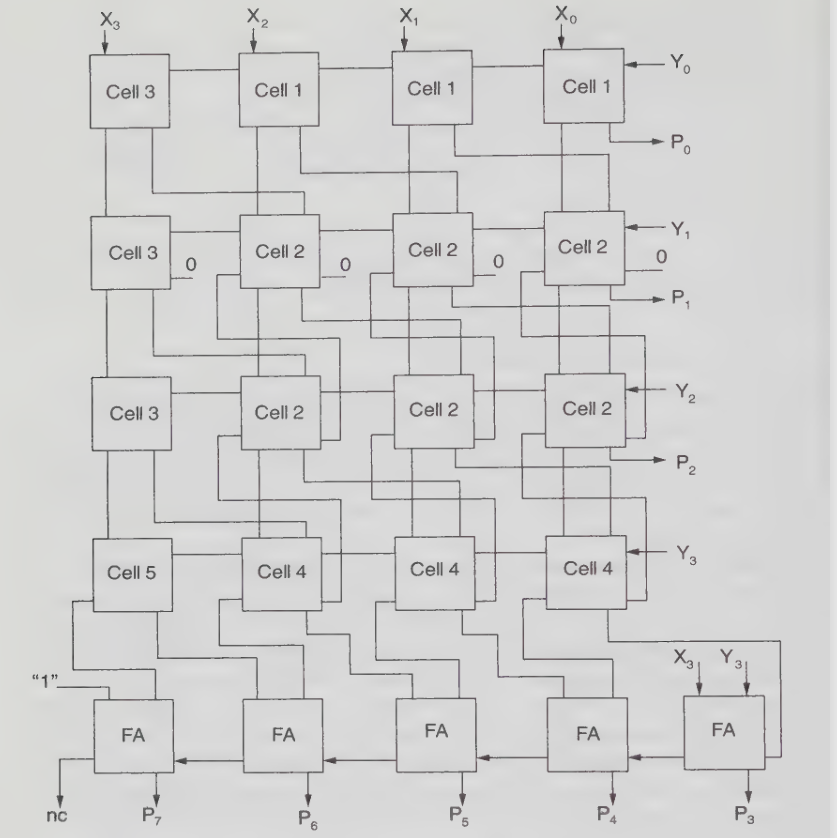 X₃ X₂ X₁ X₀
Cell 3 Cell 1 Cell 1 Cell 1 Y₀
P₀
Cell 3 Cell 2 Cell 2 Cell 2 Y₁
0 0 0 0
P₁
Cell 3 Cell 2 Cell 2 Cell 2 Y₂
P₂
Cell 5 Cell 4 Cell 4 Cell 4 Y₃
X₃ Y₃
"1"
FA FA FA FA FA
nc P₇ P₆ P₅ P₄ P₃